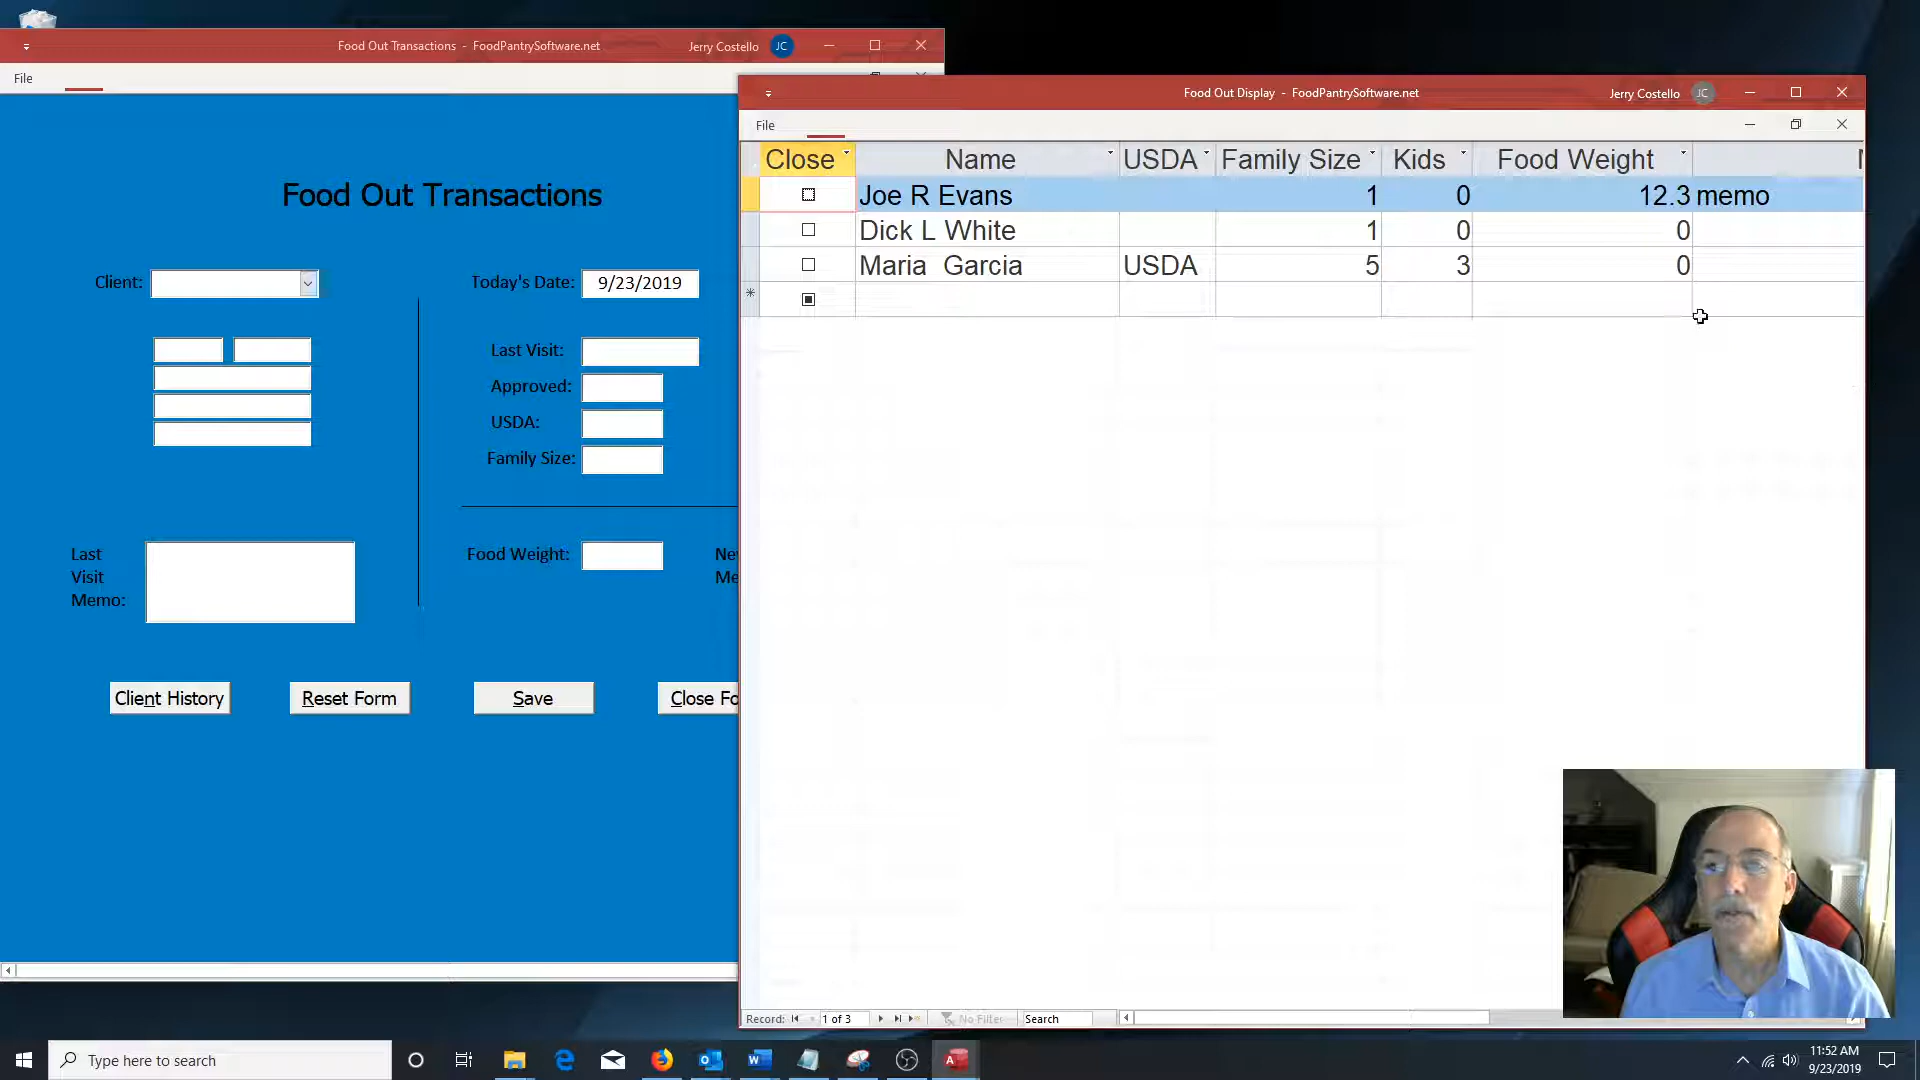 Food Out Transactions - FoodPantrySoftware.net
Jerry Costello JC
File
Food Out Transactions
Client:
Today's Date: 9/23/2019
Last Visit:
Approved:
USDA:
Family Size:
Last
Visit
Memo:
Food Weight:
Ne
Me
Client History
Reset Form
Save
Close Fo
Food Out Display - FoodPantrySoftware.net
Jerry Costello JC
File
Close Name USDA Family Size Kids Food Weight
Joe R Evans 1 0 12.3 memo
Dick L White 1 0 0
Maria Garcia USDA 5 3 0
Record: 1 of 3 No Filter Search
Type here to search
11:52 AM
9/23/2019